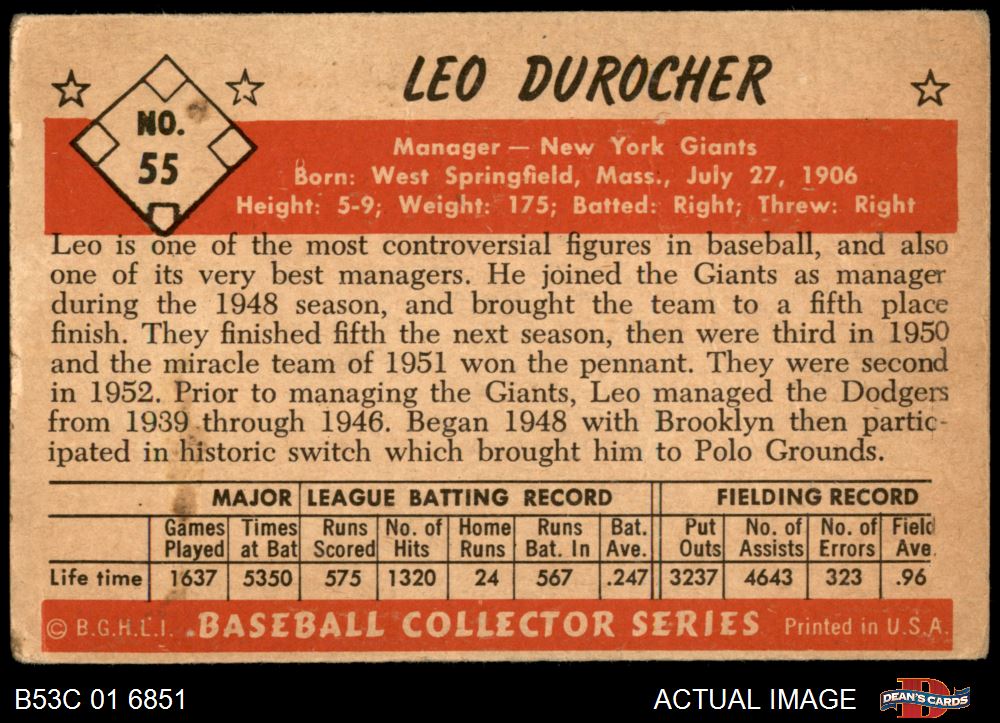 LEO DUROCHER
NO.
55
Manager — New York Giants
Born: West Springfield, Mass., July 27, 1906
Height: 5-9; Weight: 175; Batted: Right; Threw: Right
Leo is one of the most controversial figures in baseball, and also
one of its very best managers. He joined the Giants as manager
during the 1948 season, and brought the team to a fifth place
finish. They finished fifth the next season, then were third in 1950
and the miracle team of 1951 won the pennant. They were second
in 1952. Prior to managing the Giants, Leo managed the Dodgers
from 1939 through 1946. Began 1948 with Brooklyn then partic-
ipated in historic switch which brought him to Polo Grounds.
MAJOR LEAGUE BATTING RECORD FIELDING RECORD
Games Times Runs No. of Home Runs Bat. Put No. of No. of Field
Played at Bat Scored Hits Runs Bat. In Ave. Outs Assists Errors Ave.
Life time 1637 5350 575 1320 24 567 .247 3237 4643 323 .96
© B.G.H.L.I. BASEBALL COLLECTOR SERIES Printed in U.S.A.
B53C 01 6851 ACTUAL IMAGE DEAN'S CARDS